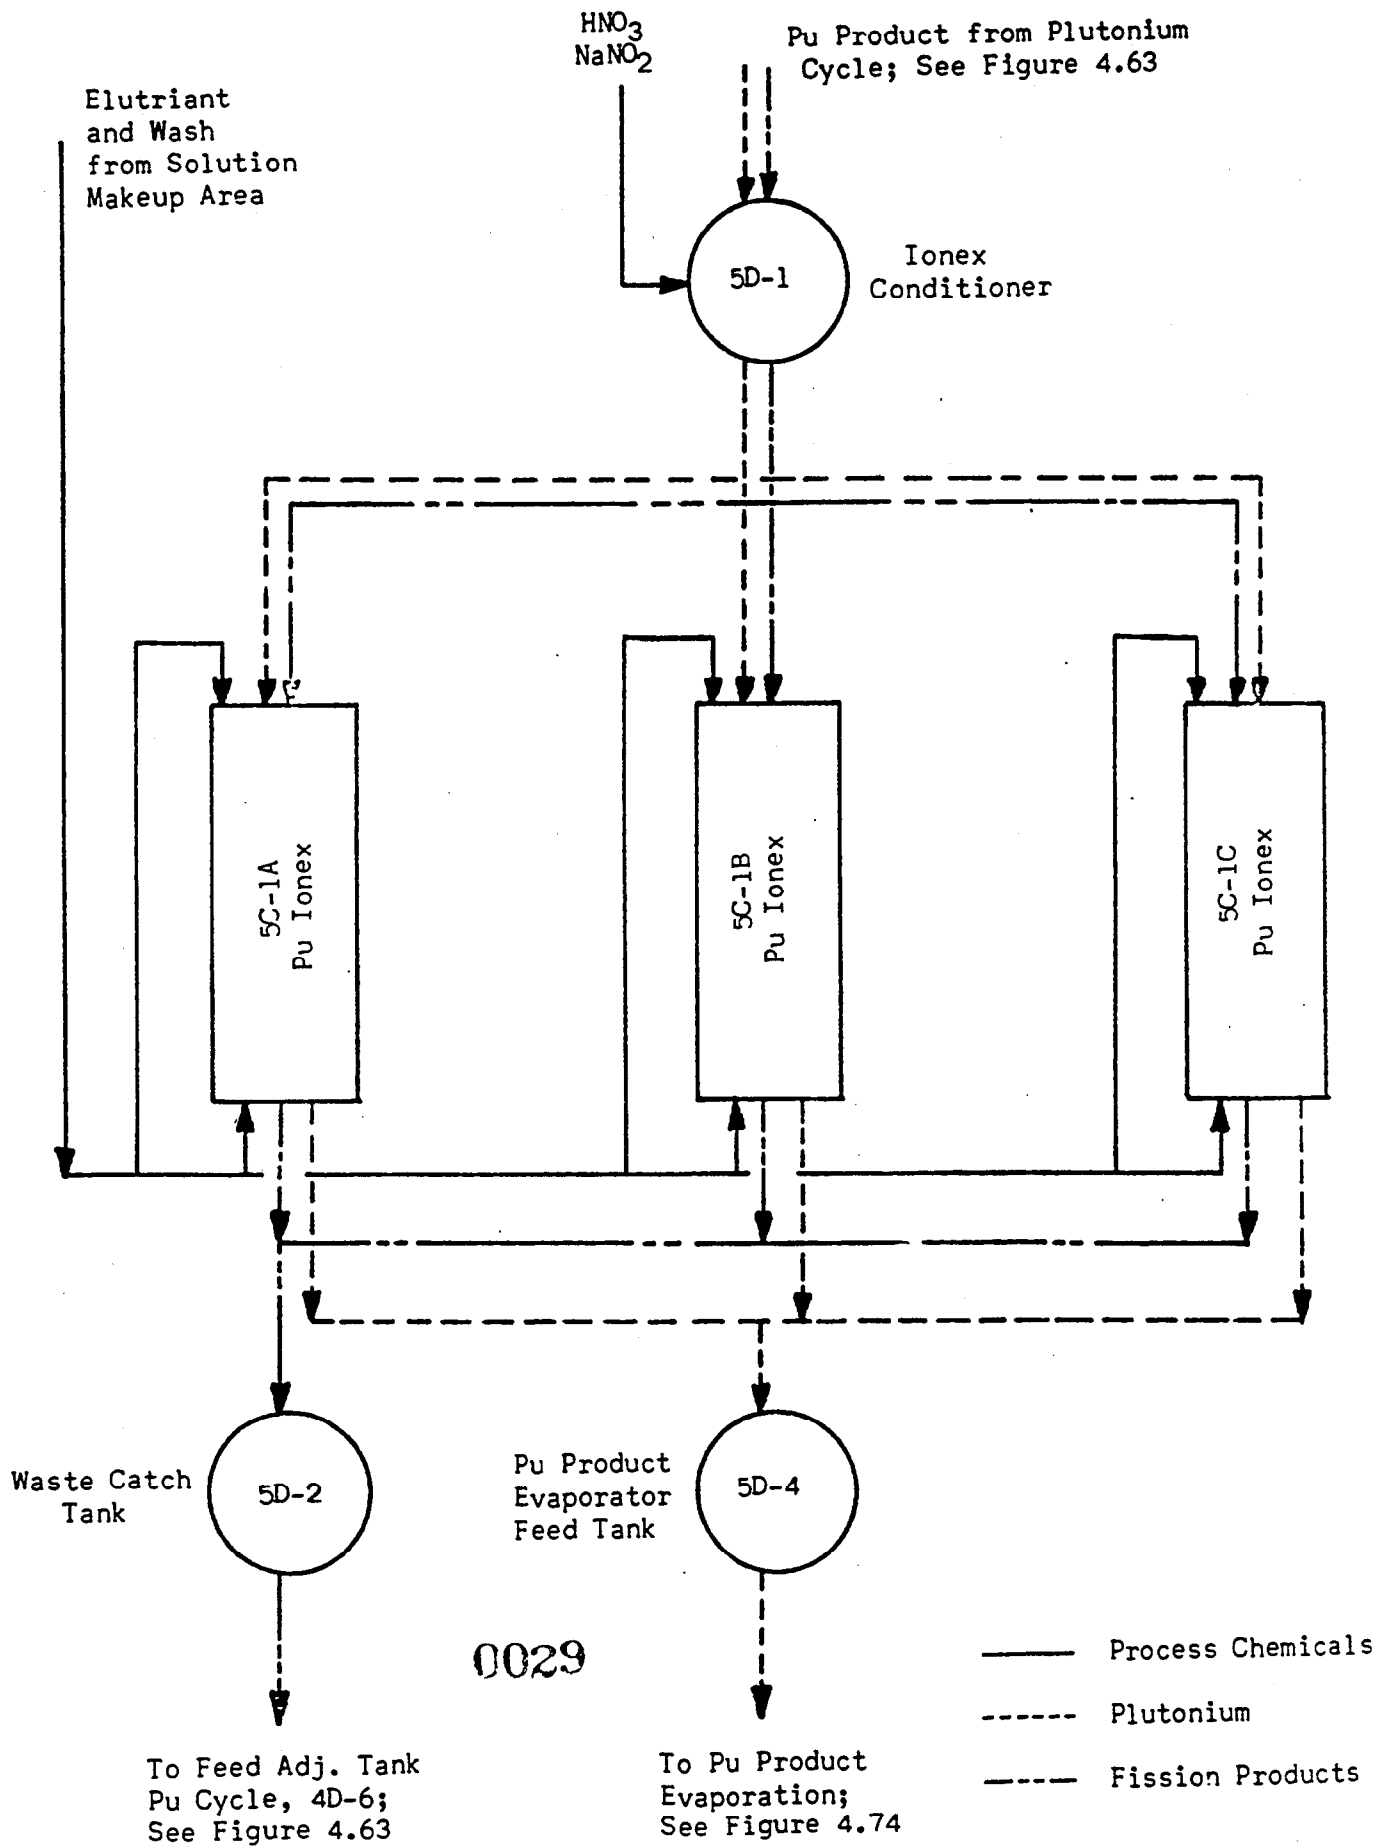 HNO3
NaNO2
Pu Product from Plutonium
Cycle; See Figure 4.63
Elutriant
and Wash
from Solution
Makeup Area
5D-1
Ionex
Conditioner
5C-1A
Pu Ionex
5C-1B
Pu Ionex
5C-1C
Pu Ionex
Waste Catch
Tank
5D-2
Pu Product
Evaporator
Feed Tank
5D-4
0029
Process Chemicals
Plutonium
Fission Products
To Feed Adj. Tank
Pu Cycle, 4D-6;
See Figure 4.63
To Pu Product
Evaporation;
See Figure 4.74